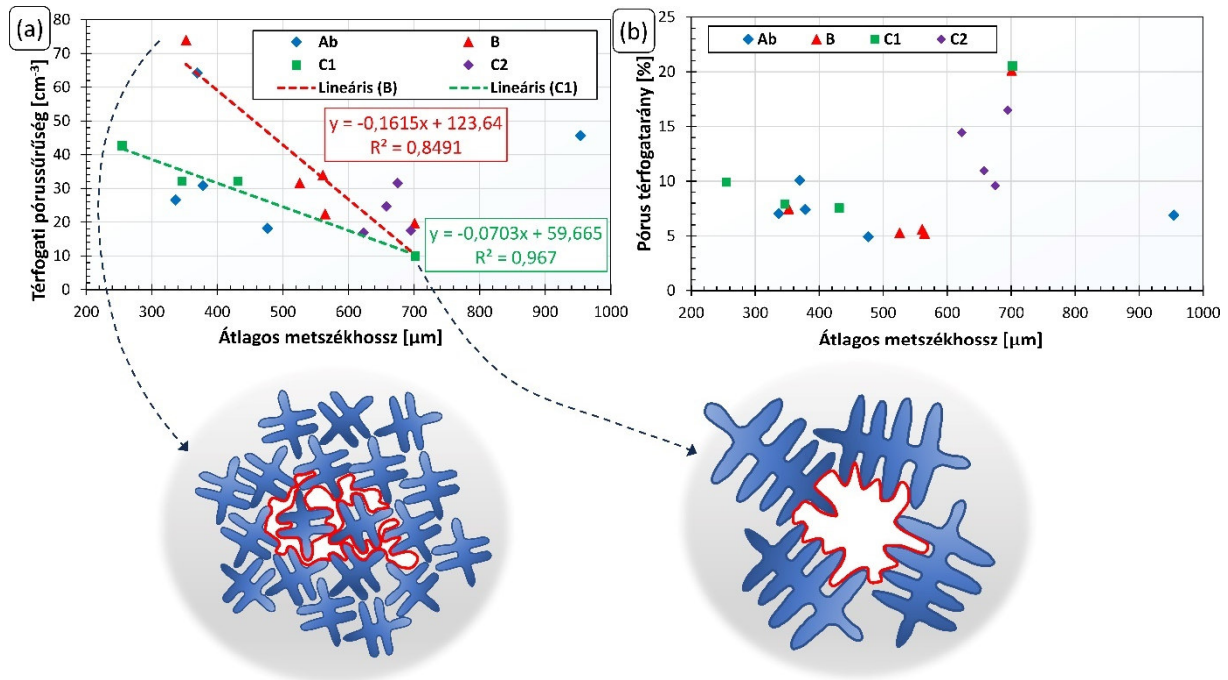 (a)
Térfogati pórussűrűség [cm⁻³]
80
70
60
50
40
30
20
10
0
Ab
B
C1
C2
Lineáris (B)
Lineáris (C1)
y = -0,1615x + 123,64
R² = 0,8491
y = -0,0703x + 59,665
R² = 0,967
200 300 400 500 600 700 800 900 1000
Átlagos metszékhossz [µm]
(b)
Pórus térfogatarány [%]
25
20
15
10
5
0
Ab B C1 C2
200 300 400 500 600 700 800 900 1000
Átlagos metszékhossz [µm]